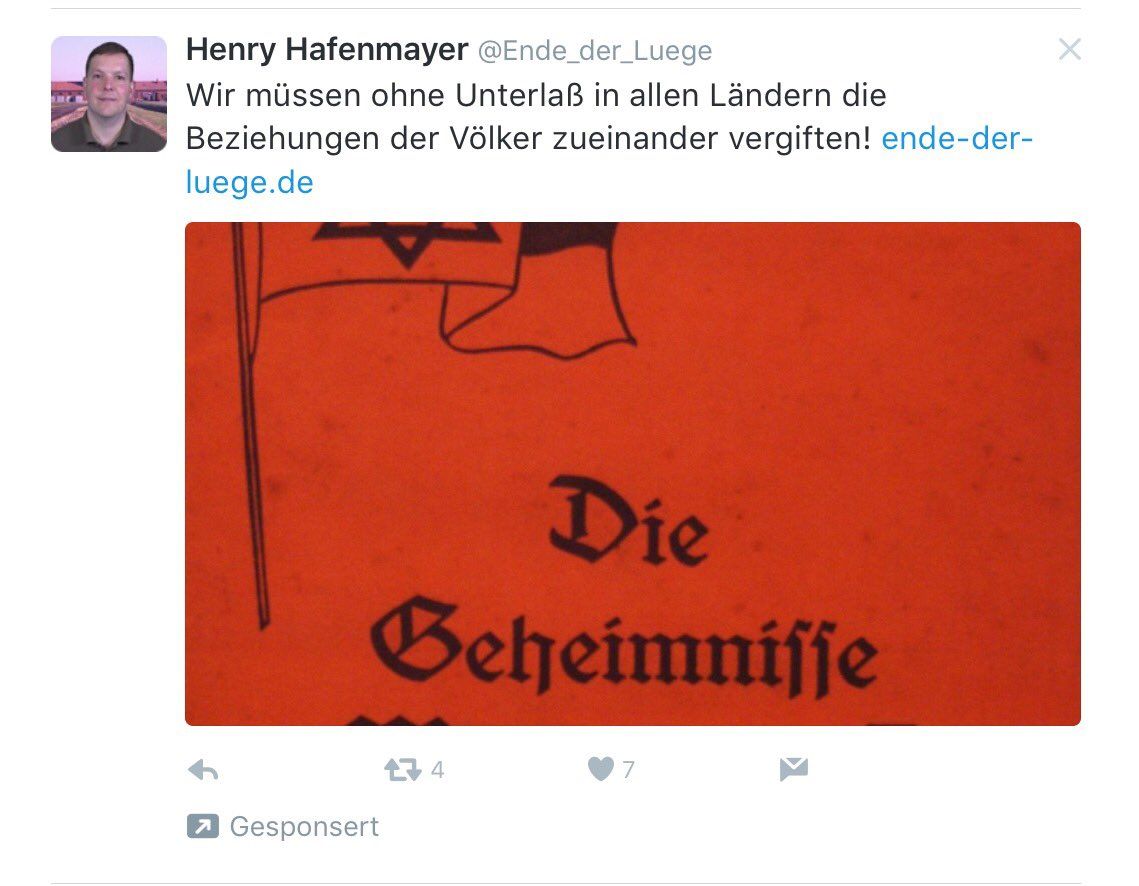 Henry Hafenmayer @Ende_der_Luege
Wir müssen ohne Unterlaß in allen Ländern die
Beziehungen der Völker zueinander vergiften! ende-der-
luege.de
Die
Geheimnisse
4
7
Gesponsert